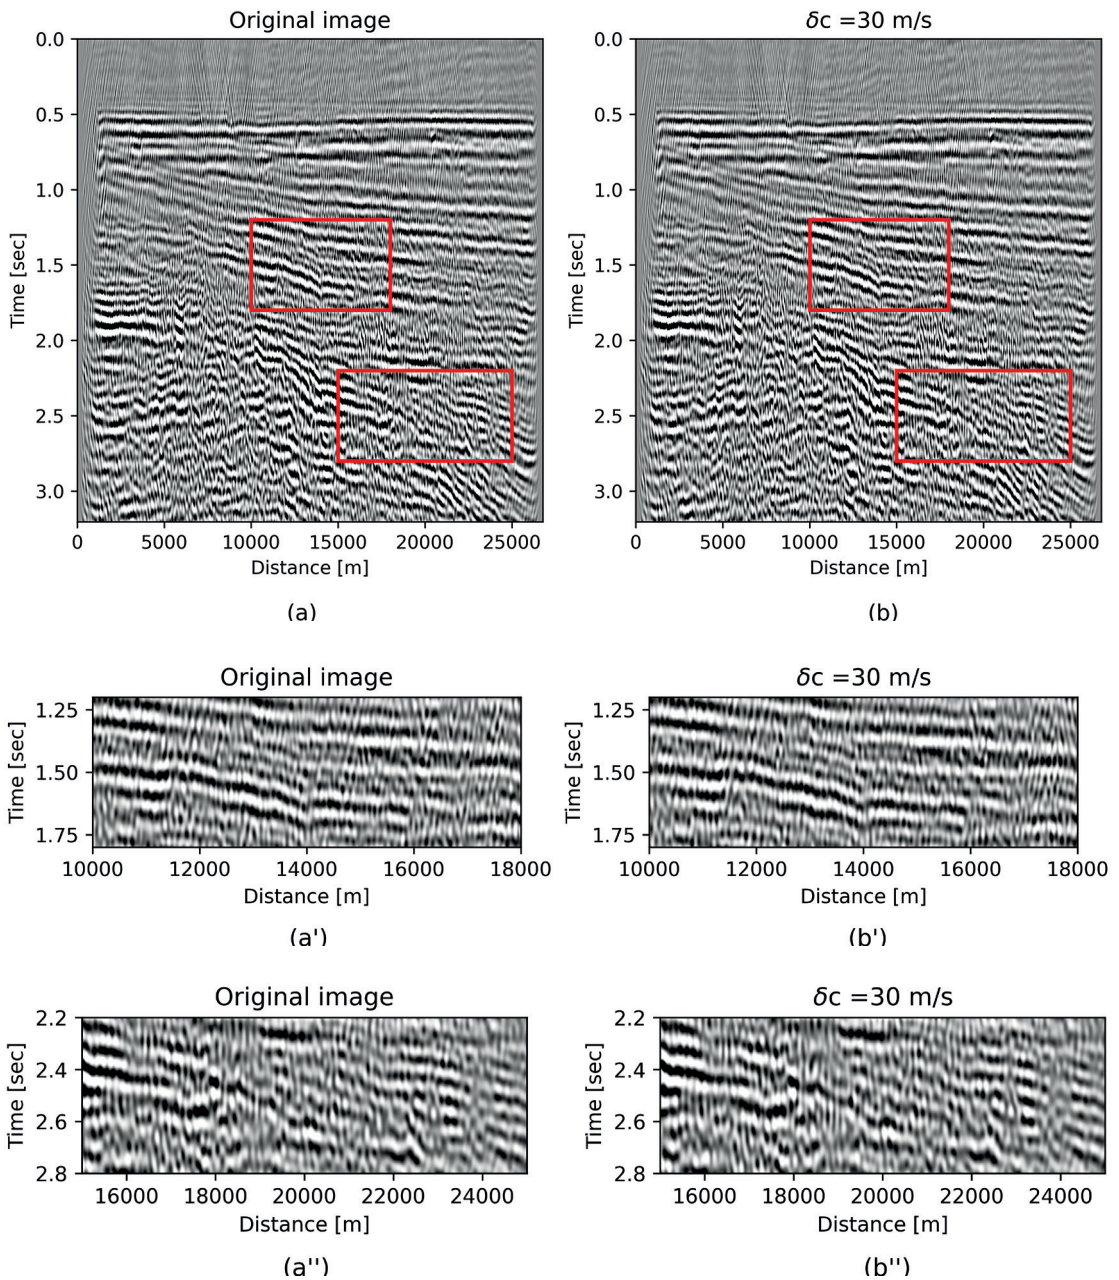 Original image
δc =30 m/s
0.0
0.5
1.0
1.5
2.0
2.5
3.0
Time [sec]
0 5000 10000 15000 20000 25000
Distance [m]
(a)
0.0
0.5
1.0
1.5
2.0
2.5
3.0
Time [sec]
0 5000 10000 15000 20000 25000
Distance [m]
(b)
Original image
1.25
1.50
1.75
Time [sec]
10000 12000 14000 16000 18000
Distance [m]
(a')
δc =30 m/s
1.25
1.50
1.75
Time [sec]
10000 12000 14000 16000 18000
Distance [m]
(b')
Original image
2.2
2.4
2.6
2.8
Time [sec]
16000 18000 20000 22000 24000
Distance [m]
(a'')
δc =30 m/s
2.2
2.4
2.6
2.8
Time [sec]
16000 18000 20000 22000 24000
Distance [m]
(b'')